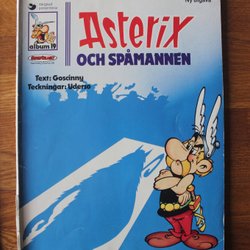 Ny utgåva
album 19
Asterix
OCH SPÅMANNEN
Text: Goscinny
Teckningar: Uderzo